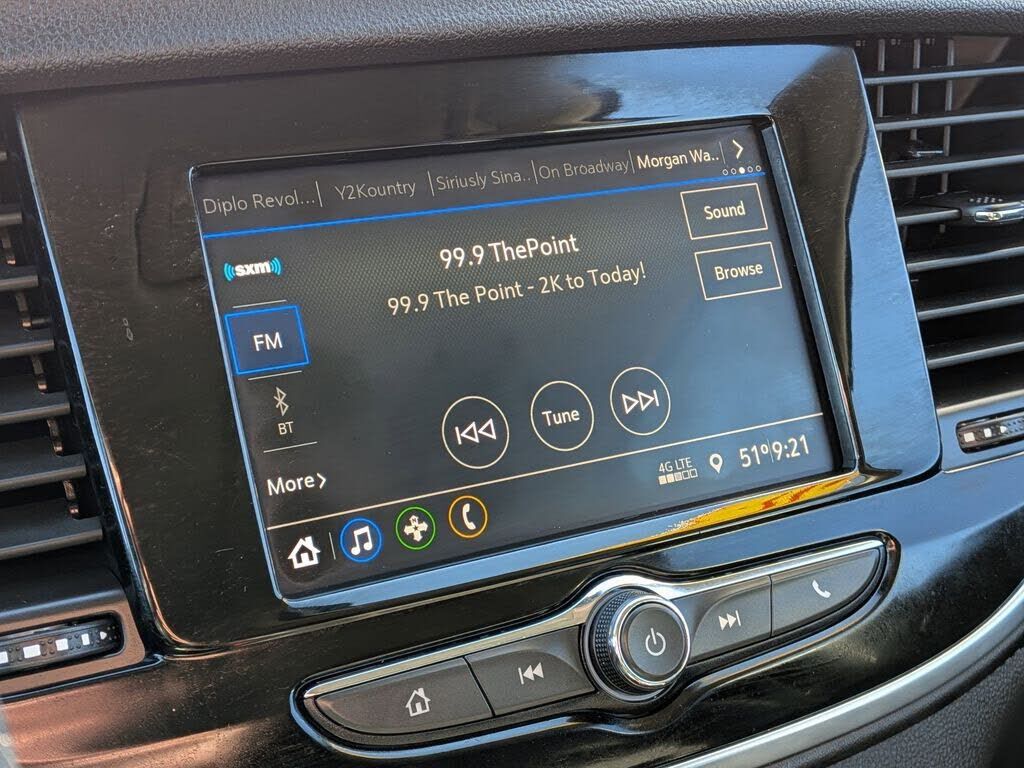 Diplo Revol... Y2Kountry Siriusly Sina.. On Broadway Morgan Wa..
Sound
sxm
99.9 ThePoint
99.9 The Point - 2K to Today!
Browse
FM
BT
Tune
More
4G LTE
51° 9:21